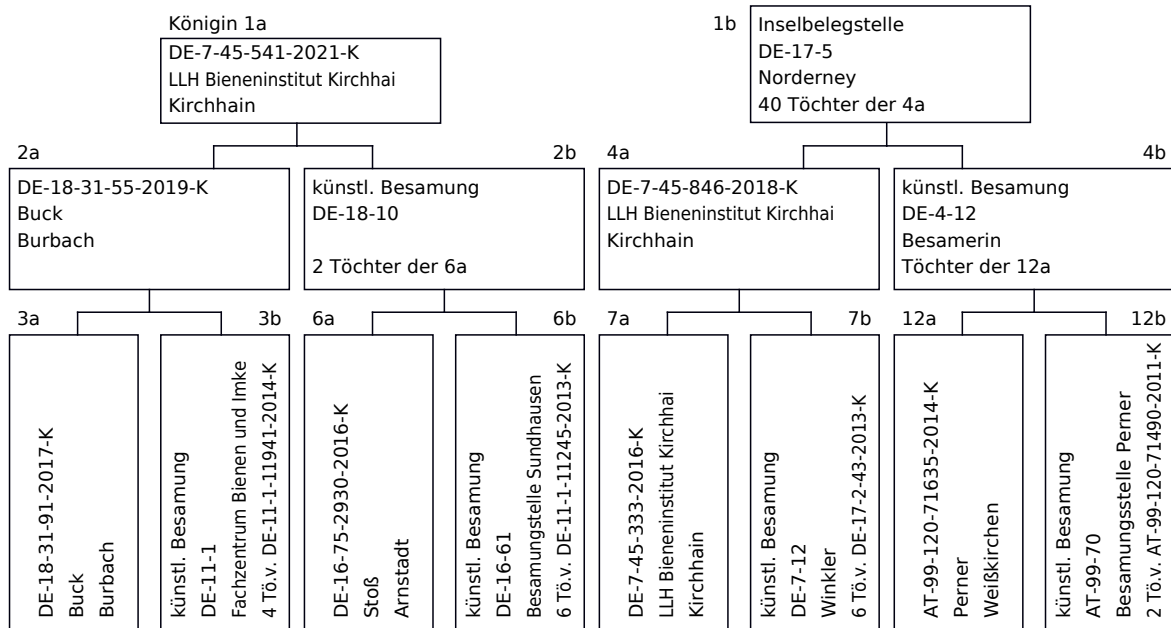 Königin 1a
DE-7-45-541-2021-K
LLH Bieneninstitut Kirchhai
Kirchhain
1b
Inselbelegstelle
DE-17-5
Norderney
40 Töchter der 4a
2a
DE-18-31-55-2019-K
Buck
Burbach
2b
künstl. Besamung
DE-18-10
2 Töchter der 6a
4a
DE-7-45-846-2018-K
LLH Bieneninstitut Kirchhai
Kirchhain
4b
künstl. Besamung
DE-4-12
Besamerin
Töchter der 12a
3a
DE-18-31-91-2017-K
Buck
Burbach
3b
künstl. Besamung
DE-11-1
Fachzentrum Bienen und Imke
4 Tö.v. DE-11-1-11941-2014-K
6a
DE-16-75-2930-2016-K
Stoß
Arnstadt
6b
künstl. Besamung
DE-16-61
Besamungstelle Sundhausen
6 Tö.v. DE-11-1-11245-2013-K
7a
DE-7-45-333-2016-K
LLH Bieneninstitut Kirchhai
Kirchhain
7b
künstl. Besamung
DE-7-12
Winkler
6 Tö.v. DE-17-2-43-2013-K
12a
AT-99-120-71635-2014-K
Perner
Weißkirchen
12b
künstl. Besamung
AT-99-70
Besamungsstelle Perner
2 Tö.v. AT-99-120-71490-2011-K